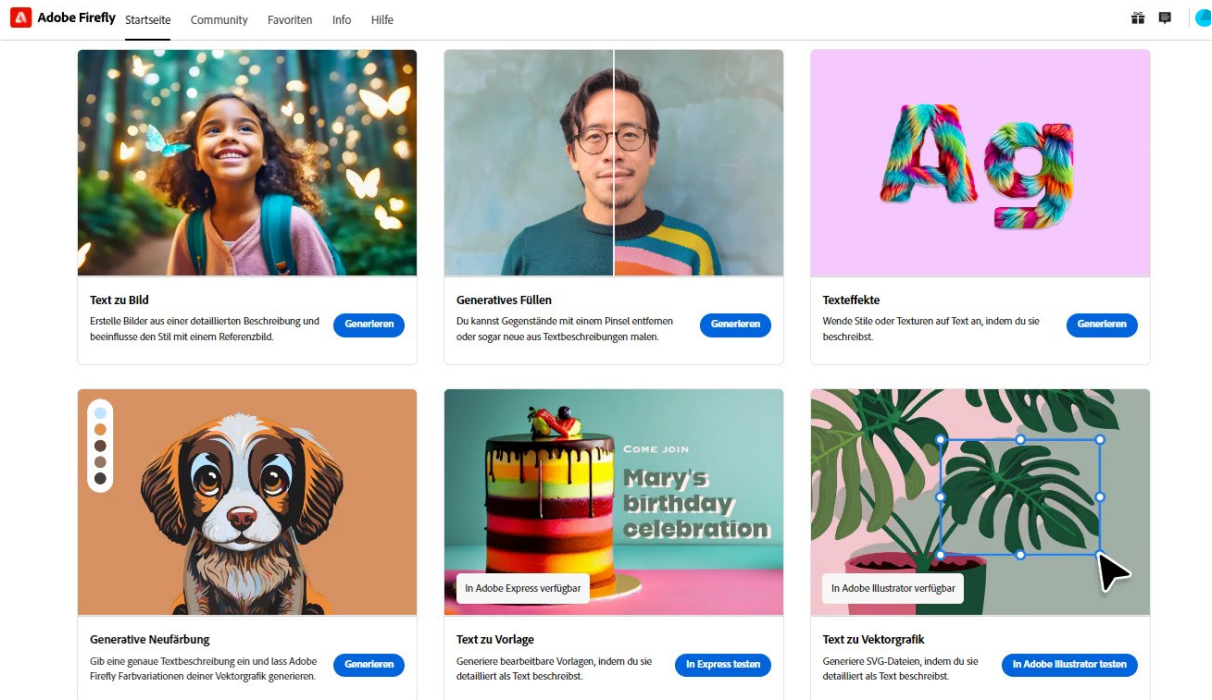 Adobe Firefly Startseite Community Favoriten Info Hilfe
Ag
Text zu Bild
Erstelle Bilder aus einer detaillierten Beschreibung und
beeinflusse den Stil mit einem Referenzbild.
Generieren
Generatives Füllen
Du kannst Gegenstände mit einem Pinsel entfernen
oder sogar neue aus Textbeschreibungen malen.
Generieren
Texteffekte
Wende Stile oder Texturen auf Text an, indem du sie
beschreibst.
Generieren
Generative Neufärbung
Gib eine genaue Textbeschreibung ein und lass Adobe
Firefly Farbvariationen deiner Vektorgrafik generieren.
Generieren
COME JOIN
Mary's
birthday
celebration
In Adobe Express verfügbar
Text zu Vorlage
Generiere bearbeitbare Vorlagen, indem du sie
detailliert als Text beschreibst.
In Express testen
In Adobe Illustrator verfügbar
Text zu Vektorgrafik
Generiere SVG-Dateien, indem du sie
detailliert als Text beschreibst.
In Adobe Illustrator testen